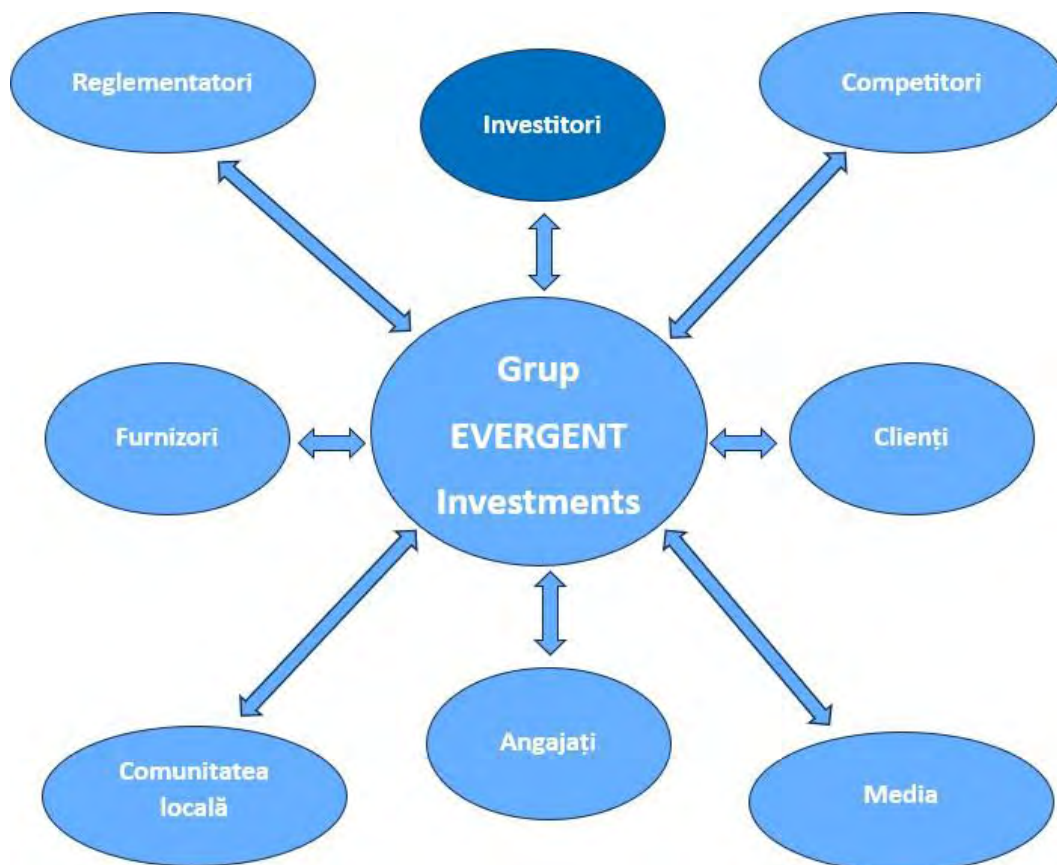 Reglementatori
Investitori
Competitori
Grup
EVERGENT
Investments
Furnizori
Clienți
Comunitatea
locală
Angajați
Media